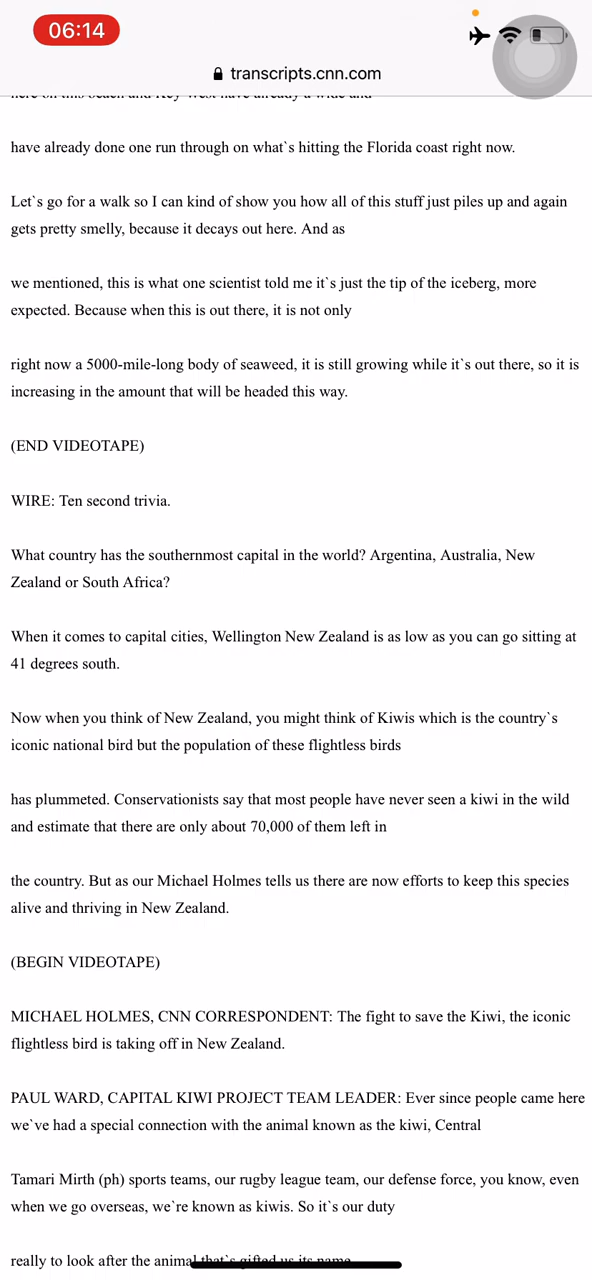 06:14
transcripts.cnn.com
here on this beach and Key West have already a wide and
have already done one run through on what`s hitting the Florida coast right now.
Let`s go for a walk so I can kind of show you how all of this stuff just piles up and again
gets pretty smelly, because it decays out here. And as
we mentioned, this is what one scientist told me it`s just the tip of the iceberg, more
expected. Because when this is out there, it is not only
right now a 5000-mile-long body of seaweed, it is still growing while it`s out there, so it is
increasing in the amount that will be headed this way.
(END VIDEOTAPE)
WIRE: Ten second trivia.
What country has the southernmost capital in the world? Argentina, Australia, New
Zealand or South Africa?
When it comes to capital cities, Wellington New Zealand is as low as you can go sitting at
41 degrees south.
Now when you think of New Zealand, you might think of Kiwis which is the country`s
iconic national bird but the population of these flightless birds
has plummeted. Conservationists say that most people have never seen a kiwi in the wild
and estimate that there are only about 70,000 of them left in
the country. But as our Michael Holmes tells us there are now efforts to keep this species
alive and thriving in New Zealand.
(BEGIN VIDEOTAPE)
MICHAEL HOLMES, CNN CORRESPONDENT: The fight to save the Kiwi, the iconic
flightless bird is taking off in New Zealand.
PAUL WARD, CAPITAL KIWI PROJECT TEAM LEADER: Ever since people came here
we`ve had a special connection with the animal known as the kiwi, Central
Tamari Mirth (ph) sports teams, our rugby league team, our defense force, you know, even
when we go overseas, we`re known as kiwis. So it`s our duty
really to look after the animal that`s gifted us its name.